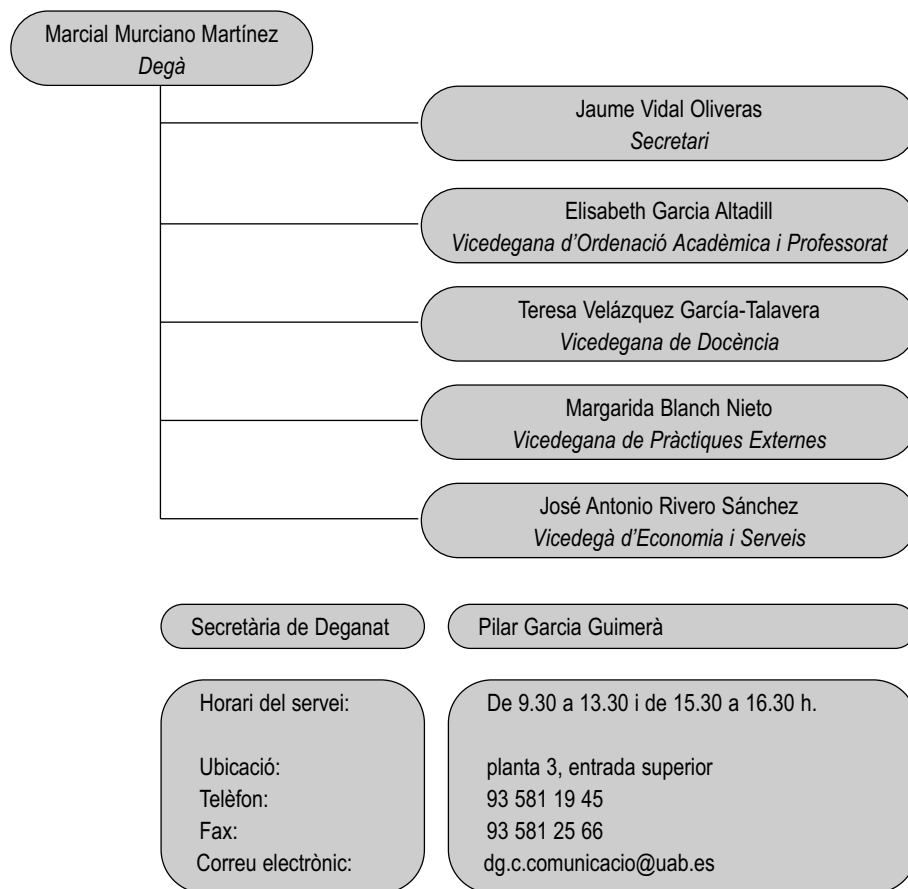 Marcial Murciano Martínez
Degà
Jaume Vidal Oliveras
Secretari
Elisabeth Garcia Altadill
Vicedegana d’Ordenació Acadèmica i Professorat
Teresa Velázquez García-Talavera
Vicedegana de Docència
Margarida Blanch Nieto
Vicedegana de Pràctiques Externes
José Antonio Rivero Sánchez
Vicedegà d’Economia i Serveis
Secretària de Deganat Pilar Garcia Guimerà
Horari del servei: De 9.30 a 13.30 i de 15.30 a 16.30 h.
Ubicació: planta 3, entrada superior
Telèfon: 93 581 19 45
Fax: 93 581 25 66
Correu electrònic: dg.c.comunicacio@uab.es